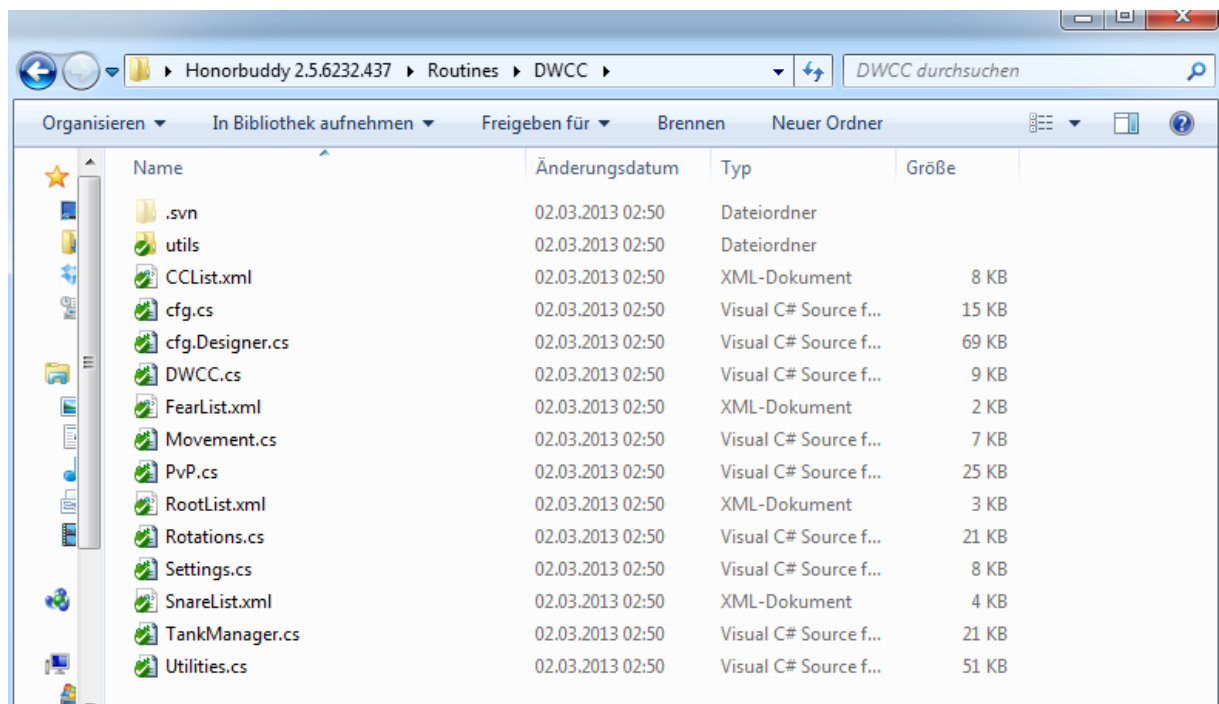 Honorbuddy 2.5.6232.437 Routines DWCC DWCC durchsuchen
Organisieren In Bibliothek aufnehmen Freigeben für Brennen Neuer Ordner
Name Änderungsdatum Typ Größe
.svn 02.03.2013 02:50 Dateiordner
utils 02.03.2013 02:50 Dateiordner
CCList.xml 02.03.2013 02:50 XML-Dokument 8 KB
cfg.cs 02.03.2013 02:50 Visual C# Source f... 15 KB
cfg.Designer.cs 02.03.2013 02:50 Visual C# Source f... 69 KB
DWCC.cs 02.03.2013 02:50 Visual C# Source f... 9 KB
FearList.xml 02.03.2013 02:50 XML-Dokument 2 KB
Movement.cs 02.03.2013 02:50 Visual C# Source f... 7 KB
PvP.cs 02.03.2013 02:50 Visual C# Source f... 25 KB
RootList.xml 02.03.2013 02:50 XML-Dokument 3 KB
Rotations.cs 02.03.2013 02:50 Visual C# Source f... 21 KB
Settings.cs 02.03.2013 02:50 Visual C# Source f... 8 KB
SnareList.xml 02.03.2013 02:50 XML-Dokument 4 KB
TankManager.cs 02.03.2013 02:50 Visual C# Source f... 21 KB
Utilities.cs 02.03.2013 02:50 Visual C# Source f... 51 KB